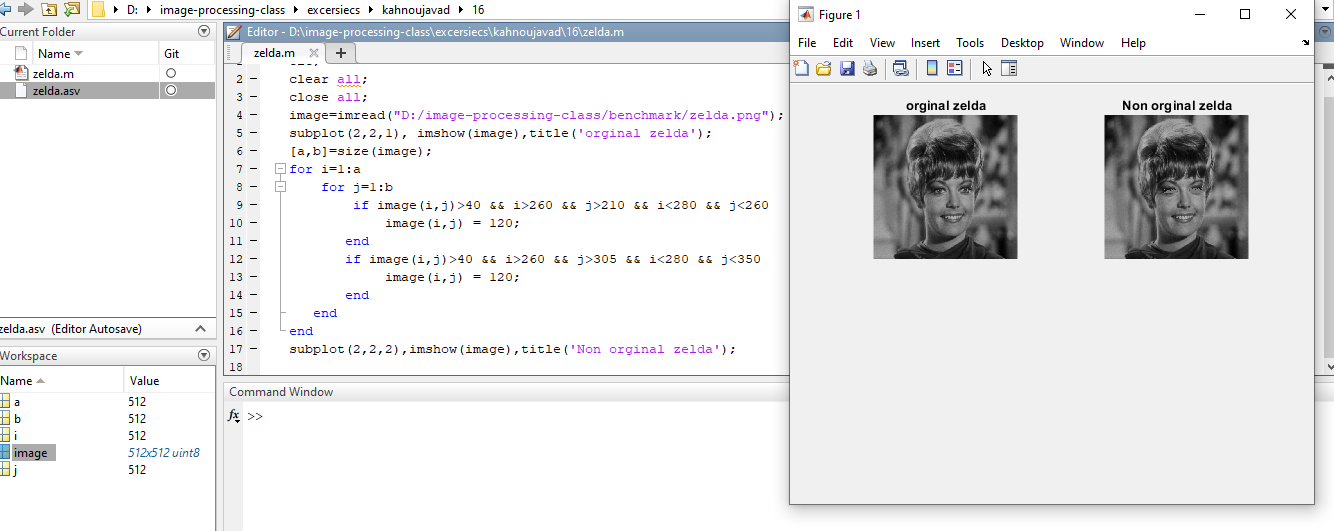 D: image-processing-class excersiecs kahnoujavad 16
Current Folder
Name Git
zelda.m
zelda.asv
zelda.asv (Editor Autosave)
Workspace
Name Value
a 512
b 512
i 512
image 512x512 uint8
j 512
Editor - D:\image-processing-class\excersiecs\kahnoujavad\16\zelda.m
zelda.m
2 clear all;
3 close all;
4 image=imread("D:/image-processing-class/benchmark/zelda.png");
5 subplot(2,2,1), imshow(image),title('orginal zelda');
6 [a,b]=size(image);
7 for i=1:a
8 for j=1:b
9 if image(i,j)>40 && i>260 && j>210 && i<280 && j<260
10 image(i,j) = 120;
11 end
12 if image(i,j)>40 && i>260 && j>305 && i<280 && j<350
13 image(i,j) = 120;
14 end
15 end
16 end
17 subplot(2,2,2),imshow(image),title('Non orginal zelda');
18
Command Window
fx >>
Figure 1
File Edit View Insert Tools Desktop Window Help
orginal zelda
Non orginal zelda